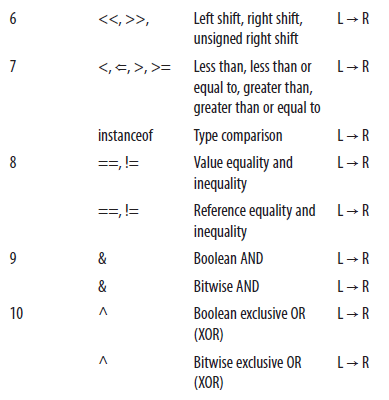 6 <<, >>, Left shift, right shift, L → R
unsigned right shift
7 <, ⇐, >, >= Less than, less than or L → R
equal to, greater than,
greater than or equal to
instanceof Type comparison L → R
8 ==, != Value equality and L → R
inequality
==, != Reference equality and L → R
inequality
9 & Boolean AND L → R
& Bitwise AND L → R
10 ^ Boolean exclusive OR L → R
(XOR)
^ Bitwise exclusive OR L → R
(XOR)